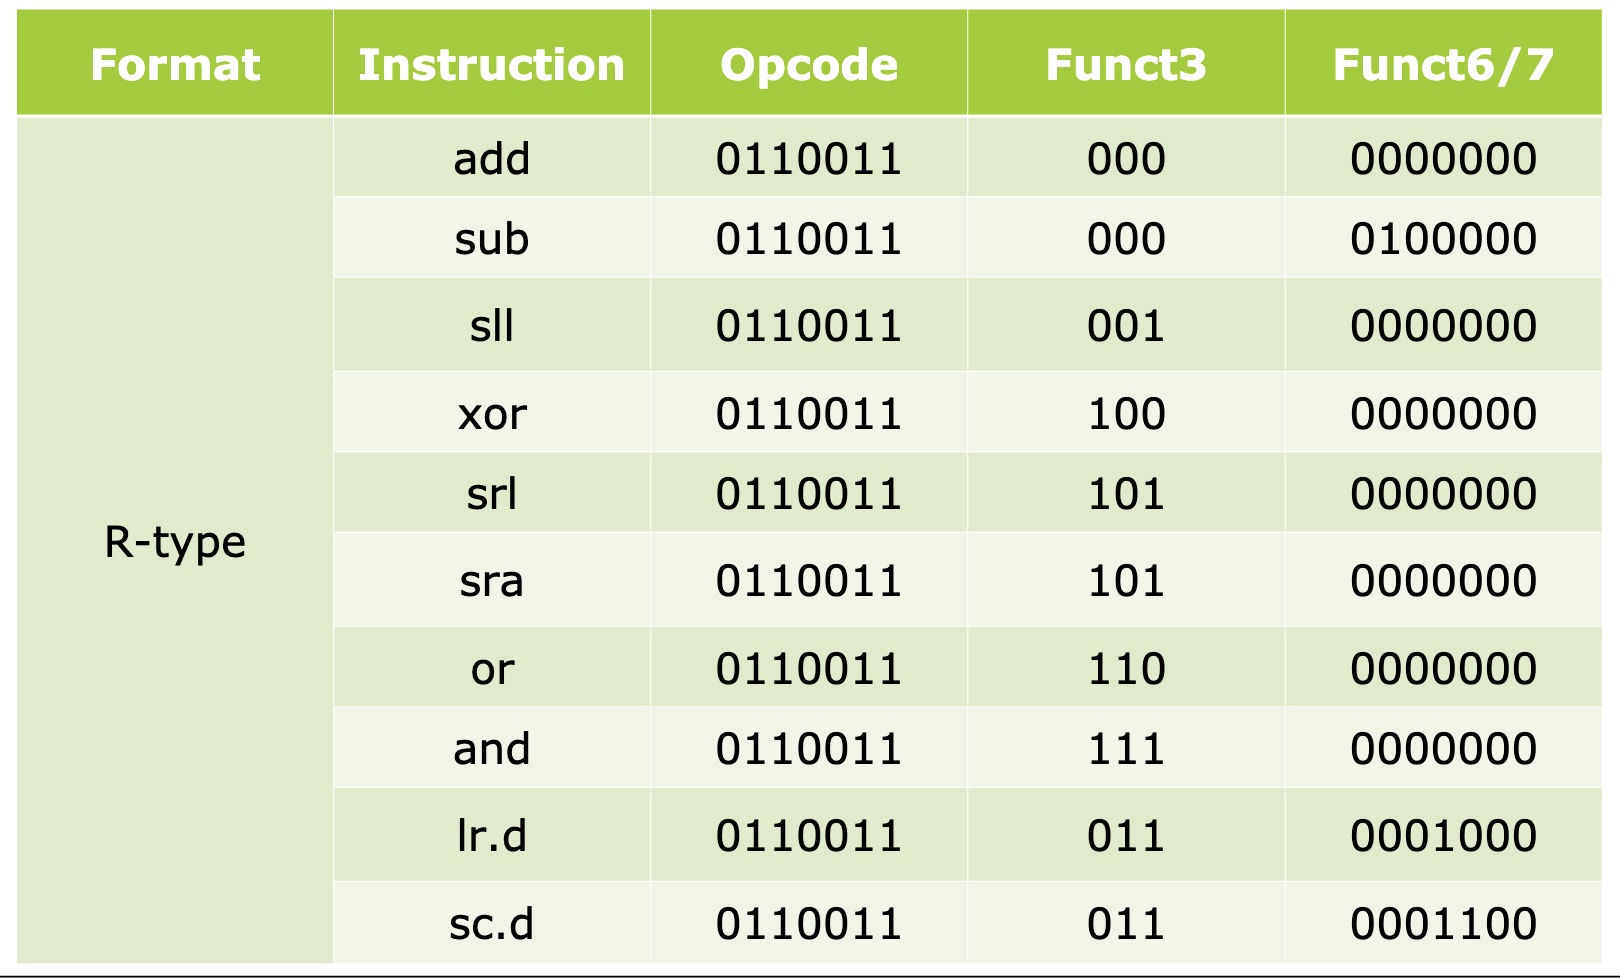 Format Instruction Opcode Funct3 Funct6/7
R-type
add 0110011 000 0000000
sub 0110011 000 0100000
sll 0110011 001 0000000
xor 0110011 100 0000000
srl 0110011 101 0000000
sra 0110011 101 0000000
or 0110011 110 0000000
and 0110011 111 0000000
lr.d 0110011 011 0001000
sc.d 0110011 011 0001100